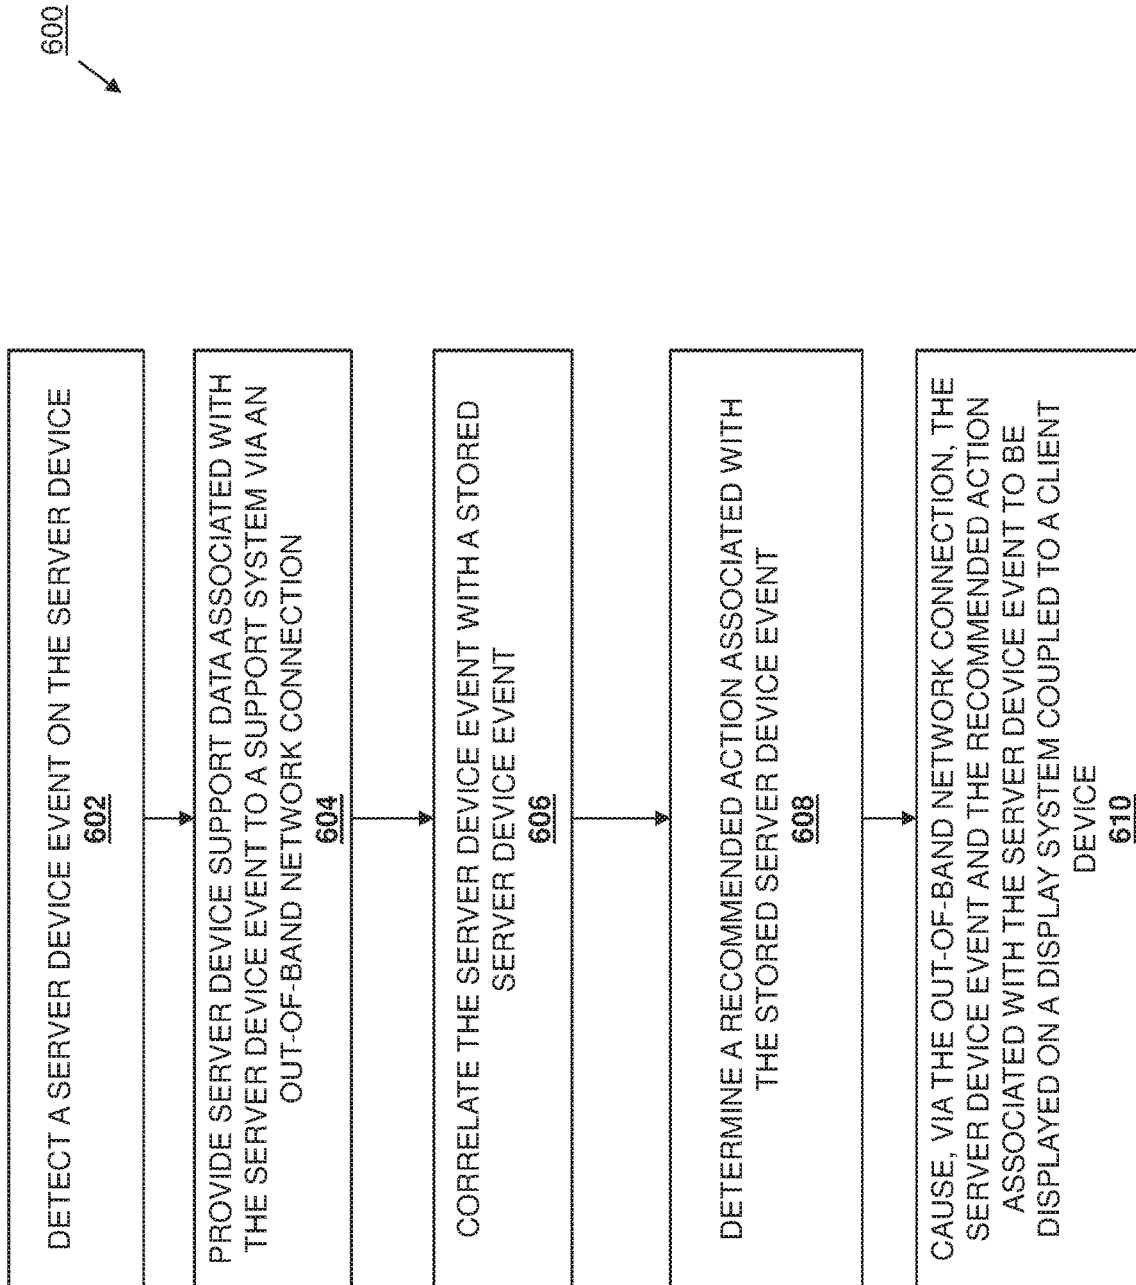 600
DETECT A SERVER DEVICE EVENT ON THE SERVER DEVICE
602
PROVIDE SERVER DEVICE SUPPORT DATA ASSOCIATED WITH
THE SERVER DEVICE EVENT TO A SUPPORT SYSTEM VIA AN
OUT-OF-BAND NETWORK CONNECTION
604
CORRELATE THE SERVER DEVICE EVENT WITH A STORED
SERVER DEVICE EVENT
606
DETERMINE A RECOMMENDED ACTION ASSOCIATED WITH
THE STORED SERVER DEVICE EVENT
608
CAUSE, VIA THE OUT-OF-BAND NETWORK CONNECTION, THE
SERVER DEVICE EVENT AND THE RECOMMENDED ACTION
ASSOCIATED WITH THE SERVER DEVICE EVENT TO BE
DISPLAYED ON A DISPLAY SYSTEM COUPLED TO A CLIENT
DEVICE
610